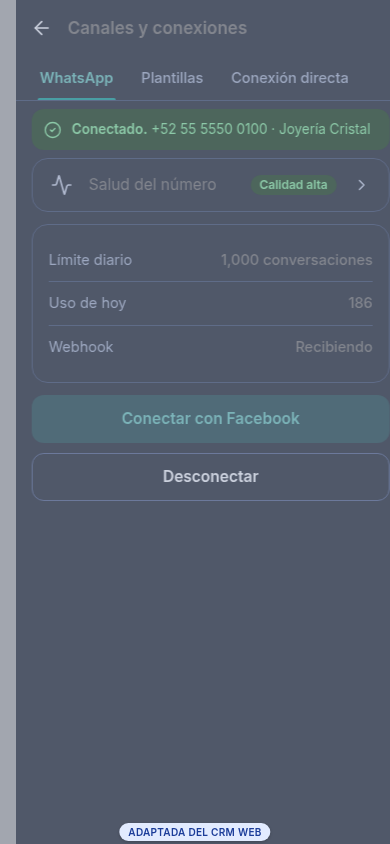 Canales y conexiones
WhatsApp Plantillas Conexión directa
Conectado. +52 55 5550 0100 · Joyería Cristal
Salud del número Calidad alta
Límite diario 1,000 conversaciones
Uso de hoy 186
Webhook Recibiendo
Conectar con Facebook
Desconectar
ADAPTADA DEL CRM WEB